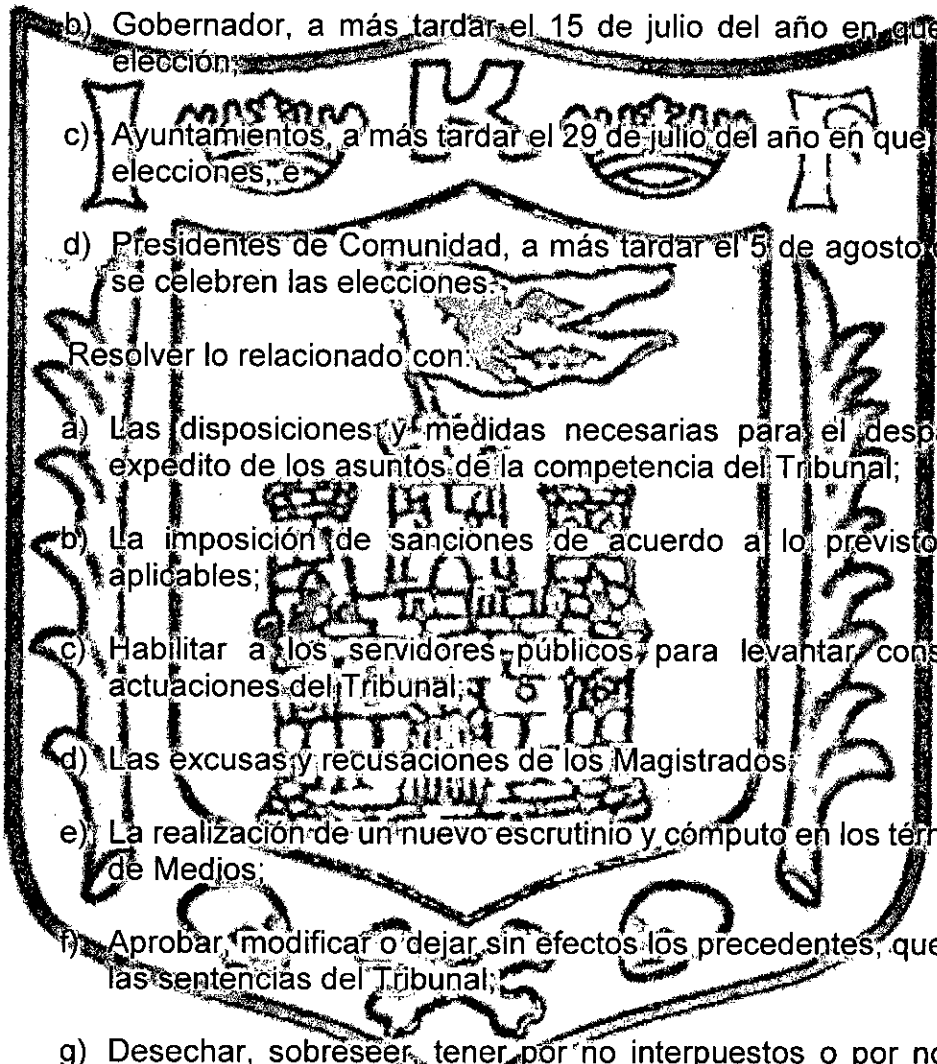 b) Gobernador, a más tardar el 15 de julio del año en que
elección;
c) Ayuntamientos, a más tardar el 29 de julio del año en que
elecciones, e
d) Presidentes de Comunidad, a más tardar el 5 de agosto
se celebren las elecciones.
Resolver lo relacionado con:
a) Las disposiciones y medidas necesarias para el desp
expedito de los asuntos de la competencia del Tribunal;
b) La imposición de sanciones de acuerdo a lo previsto
aplicables;
c) Habilitar a los servidores públicos para levantar cons
actuaciones del Tribunal;
d) Las excusas y recusaciones de los Magistrados
e) La realización de un nuevo escrutinio y cómputo en los térm
de Medios;
f) Aprobar, modificar o dejar sin efectos los precedentes, que
las sentencias del Tribunal;
g) Desechar, sobreseer, tener por no interpuestos o por no